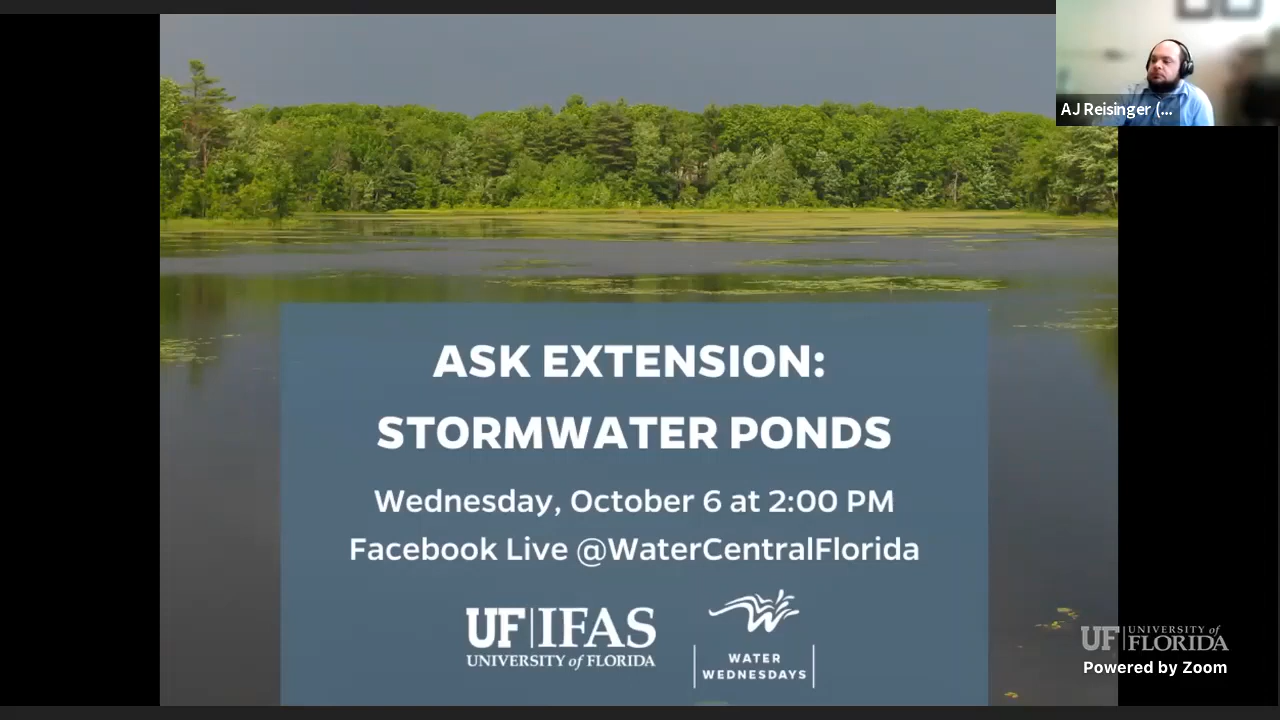 AJ Reisinger (...
ASK EXTENSION:
STORMWATER PONDS
Wednesday, October 6 at 2:00 PM
Facebook Live @WaterCentralFlorida
UF|IFAS
UNIVERSITY of FLORIDA
WATER
WEDNESDAYS
UF|UNIVERSITY of
FLORIDA
Powered by Zoom